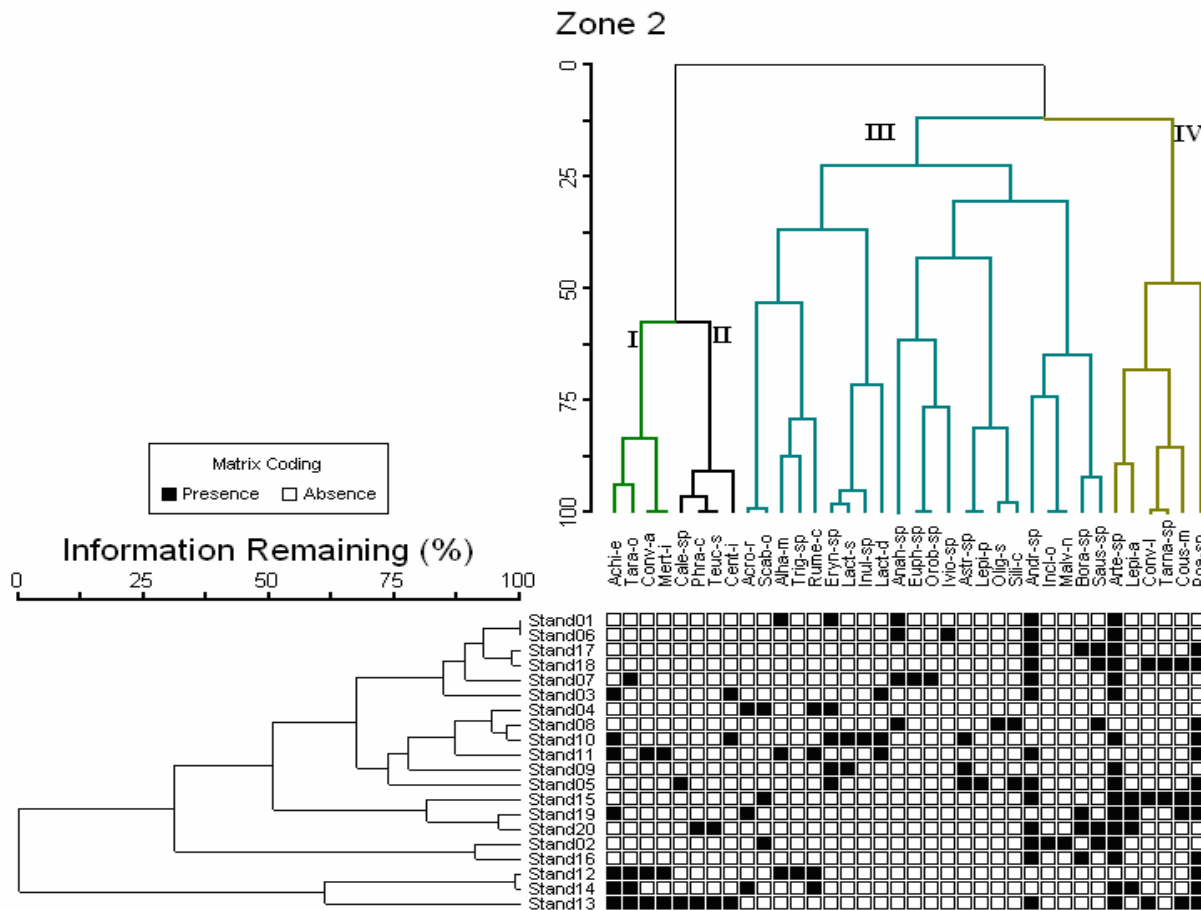 Zone 2
0
25
50
75
100
I
II
III
IV
Matrix Coding
Presence Absence
Information Remaining (%)
0 25 50 75 100
Achi-e
Tara-o
Conv-a
Mert-i
Cale-sp
Phra-c
Teuc-s
Cent-i
Acro-r
Scab-o
Alha-m
Trig-sp
Rume-c
Eryn-sp
Lact-s
Inul-sp
Lact-d
Anah-sp
Euph-sp
Orob-sp
Ivio-sp
Astr-sp
Lepi-p
Olig-s
Sili-c
Andr-sp
Incl-o
Malv-n
Bora-sp
Saus-sp
Arte-sp
Lepi-a
Conv-l
Tama-sp
Cous-m
Stand01
Stand06
Stand17
Stand18
Stand07
Stand03
Stand04
Stand08
Stand10
Stand11
Stand09
Stand05
Stand15
Stand19
Stand20
Stand02
Stand16
Stand12
Stand14
Stand13